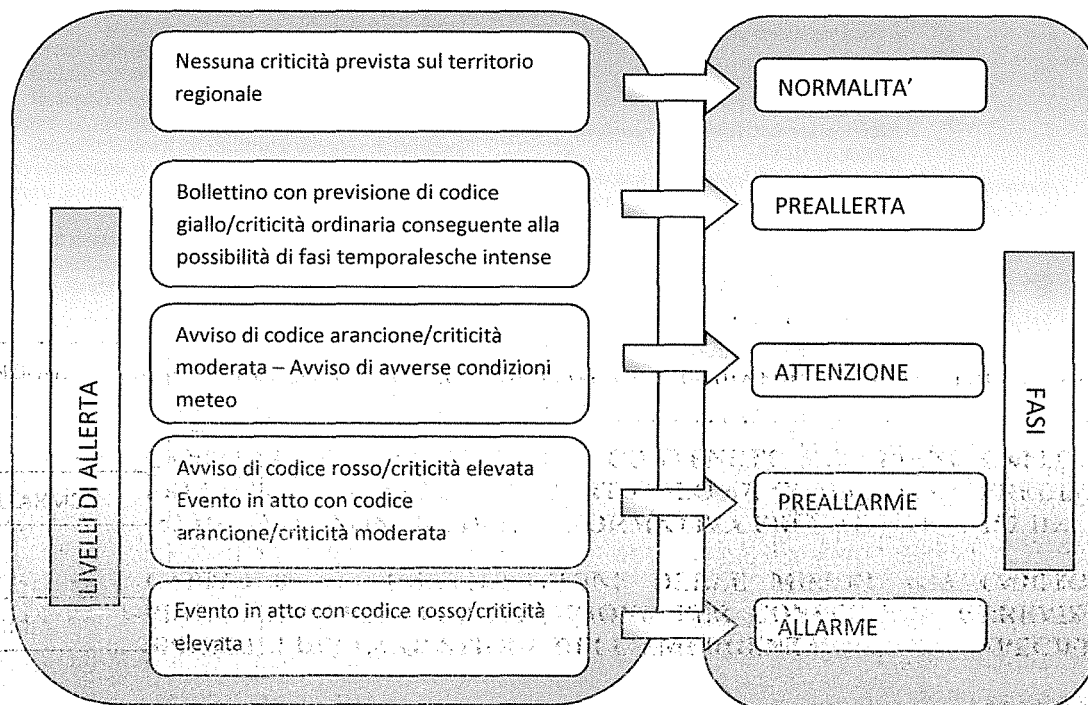 Nessuna criticità prevista sul territorio
regionale
NORMALITA'
Bollettino con previsione di codice
giallo/criticità ordinaria conseguente alla
possibilità di fasi temporalesche intense
PREALLERTA
Avviso di codice arancione/criticità
moderata – Avviso di avverse condizioni
meteo
ATTENZIONE
Avviso di codice rosso/criticità elevata
Evento in atto con codice
arancione/criticità moderata
PREALLARME
Evento in atto con codice rosso/criticità
elevata
ALLARME
LIVELLI DI ALLERTA
FASI